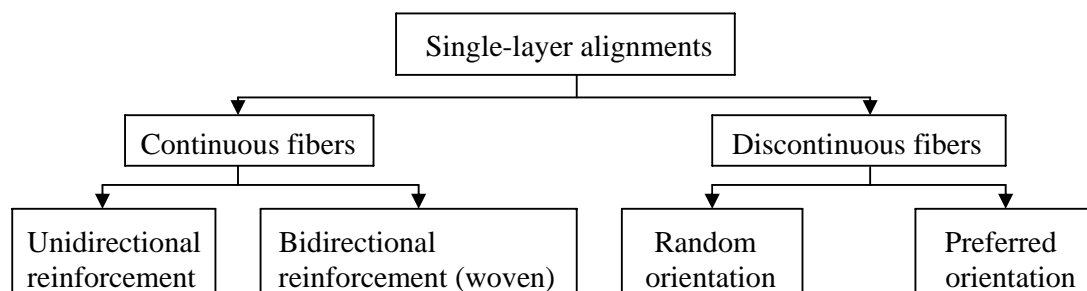 Single-layer alignments
Continuous fibers
Discontinuous fibers
Unidirectional
reinforcement
Bidirectional
reinforcement (woven)
Random
orientation
Preferred
orientation